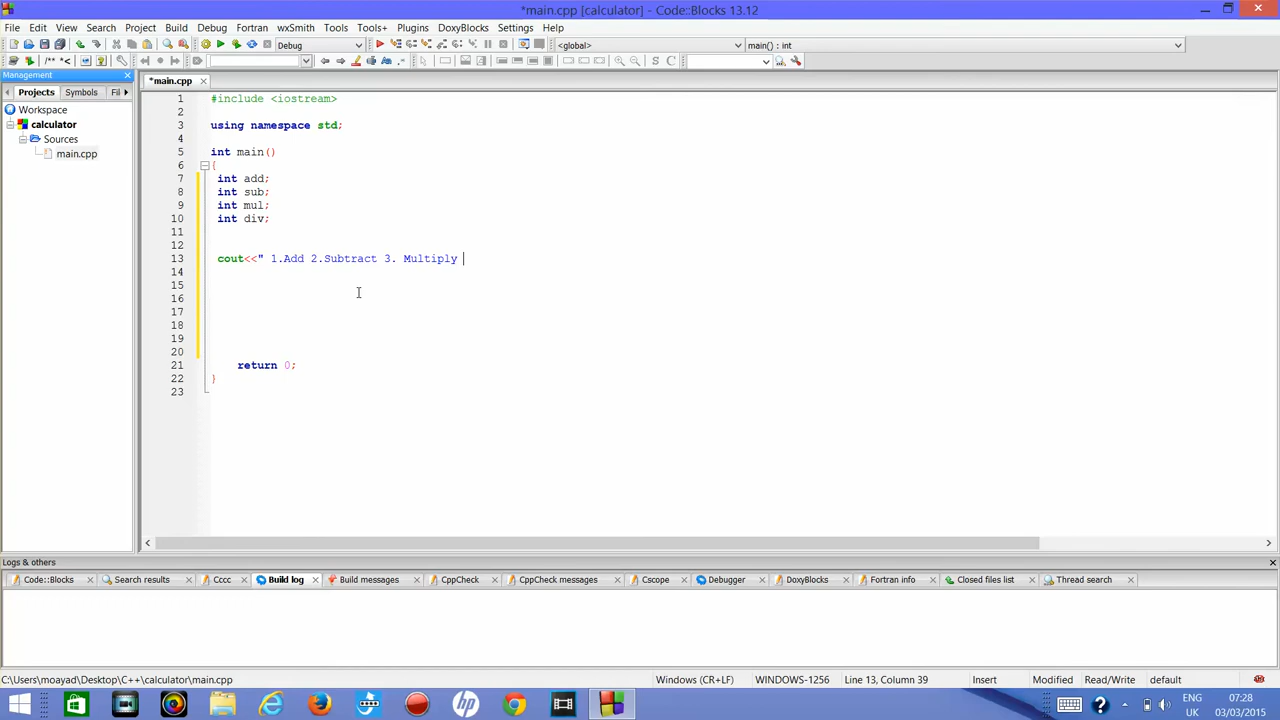 *main.cpp [calculator] - Code::Blocks 13.12
File Edit View Search Project Build Debug Fortran wxSmith Tools Tools+ Plugins DoxyBlocks Settings Help
Debug <global> main() : int
/** *< S C
Management
*main.cpp
Projects Symbols Fil
Workspace
calculator
Sources
main.cpp
1 #include <iostream>
2
3 using namespace std;
4
5 int main()
6 {
7 int add;
8 int sub;
9 int mul;
10 int div;
11
12
13 cout<<" 1.Add 2.Subtract 3. Multiply
14
15
16
17
18
19
20
21 return 0;
22 }
23
Logs & others
Code::Blocks Search results Cccc Build log Build messages CppCheck CppCheck messages Cscope Debugger DoxyBlocks Fortran info Closed files list Thread search
C:\Users\moayad\Desktop\C++\calculator\main.cpp Windows (CR+LF) WINDOWS-1256 Line 13, Column 39 Insert Modified Read/Write default
ENG 07:28
UK 03/03/2015